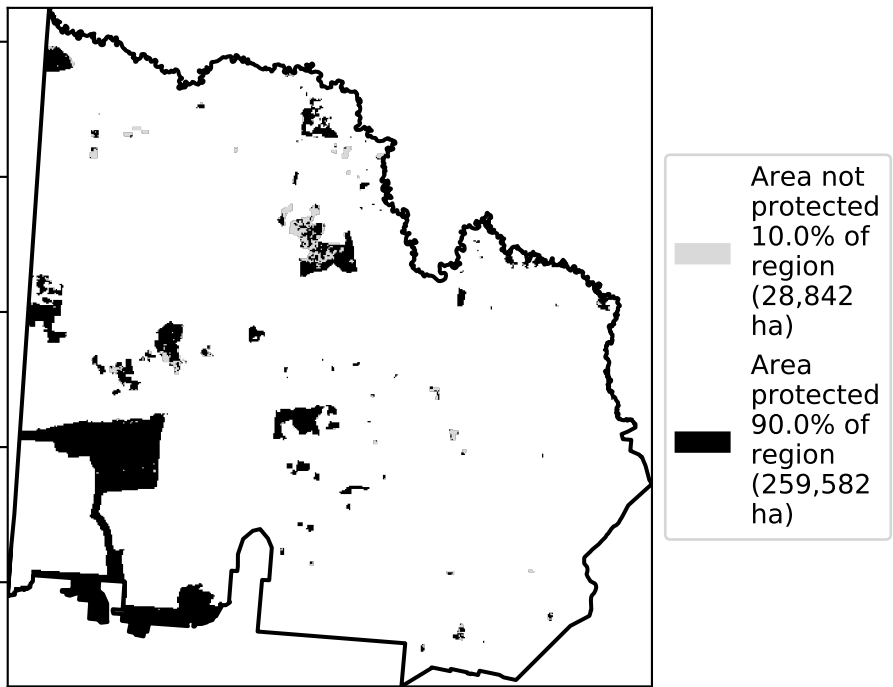 Area not
protected
10.0% of
region
(28,842
ha)
Area
protected
90.0% of
region
(259,582
ha)